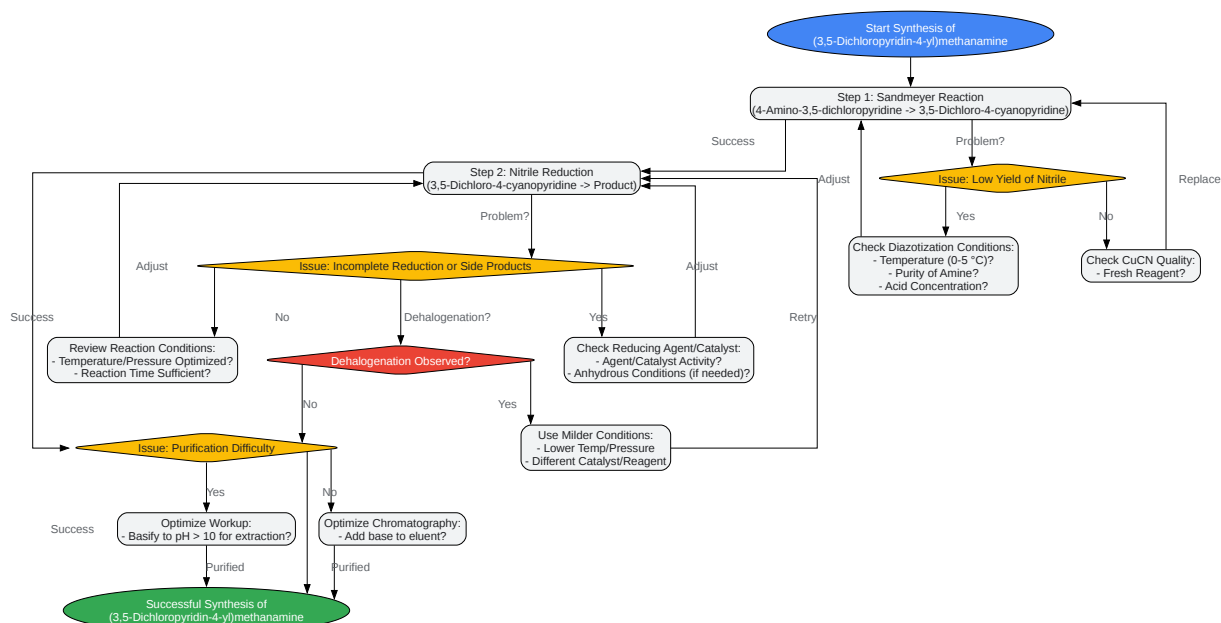 Start Synthesis of
(3,5-Dichloropyridin-4-yl)methanamine
Step 1: Sandmeyer Reaction
(4-Amino-3,5-dichloropyridine -> 3,5-Dichloro-4-cyanopyridine)
Success
Problem?
Step 2: Nitrile Reduction
(3,5-Dichloro-4-cyanopyridine -> Product)
Adjust
Issue: Low Yield of Nitrile
Replace
Problem?
Yes
No
Check Diazotization Conditions:
- Temperature (0-5 °C)?
- Purity of Amine?
- Acid Concentration?
Check CuCN Quality:
- Fresh Reagent?
Adjust
Issue: Incomplete Reduction or Side Products
Adjust
Success
No
Dehalogenation?
Yes
Retry
Review Reaction Conditions:
- Temperature/Pressure Optimized?
- Reaction Time Sufficient?
Dehalogenation Observed?
Check Reducing Agent/Catalyst:
- Agent/Catalyst Activity?
- Anhydrous Conditions (if needed)?
No
Yes
Use Milder Conditions:
- Lower Temp/Pressure
- Different Catalyst/Reagent
Issue: Purification Difficulty
Yes
No
Success
Optimize Workup:
- Basify to pH > 10 for extraction?
Optimize Chromatography:
- Add base to eluent?
Purified
Purified
Successful Synthesis of
(3,5-Dichloropyridin-4-yl)methanamine